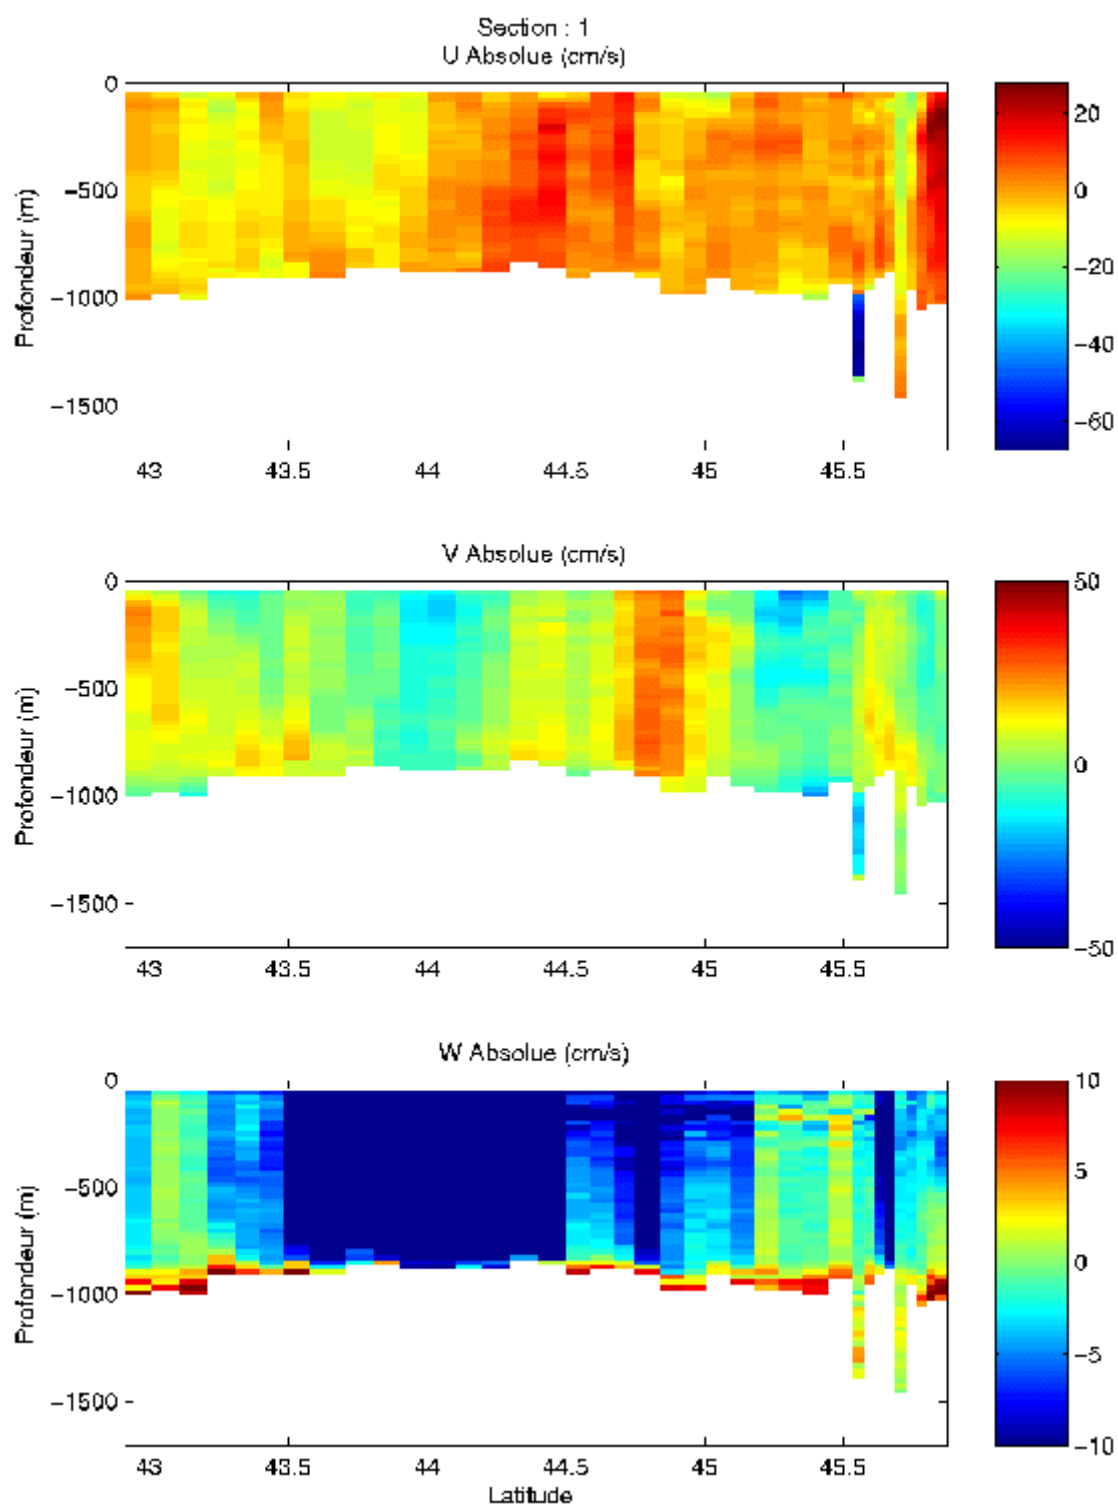 Section : 1
U Absolue (cm/s)
0
-500
-1000
-1500
Profondeur (m)
43 43.5 44 44.5 45 45.5
20
0
-20
-40
-60
V Absolue (cm/s)
0
-500
-1000
-1500
Profondeur (m)
43 43.5 44 44.5 45 45.5
50
0
-50
W Absolue (cm/s)
0
-500
-1000
-1500
Profondeur (m)
43 43.5 44 44.5 45 45.5
Latitude
10
5
0
-5
-10